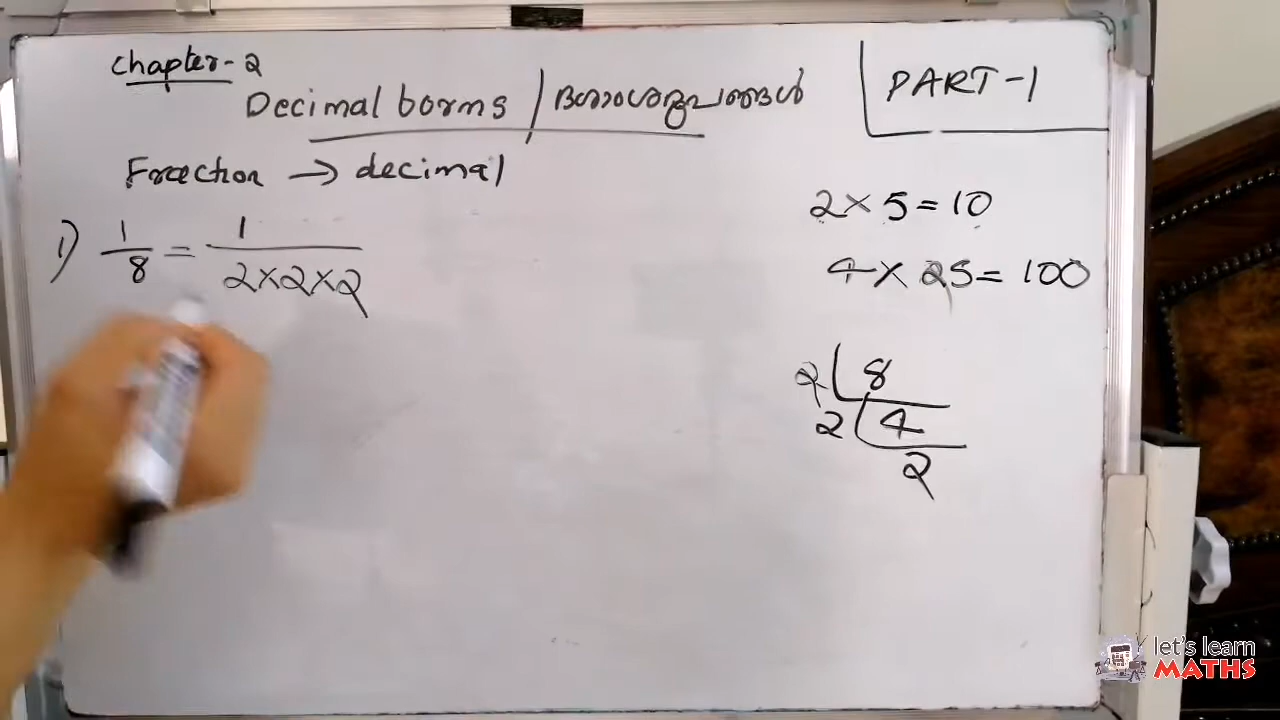 Chapter-2
Decimal borms / ദശാംശരൂപങ്ങൾ
PART-1
Fraction → decimal
1) 1/8 = 1/2×2×2
2 × 5 = 10
4 × 25 = 100
2 8
2 4
2
let's learn
MATHS